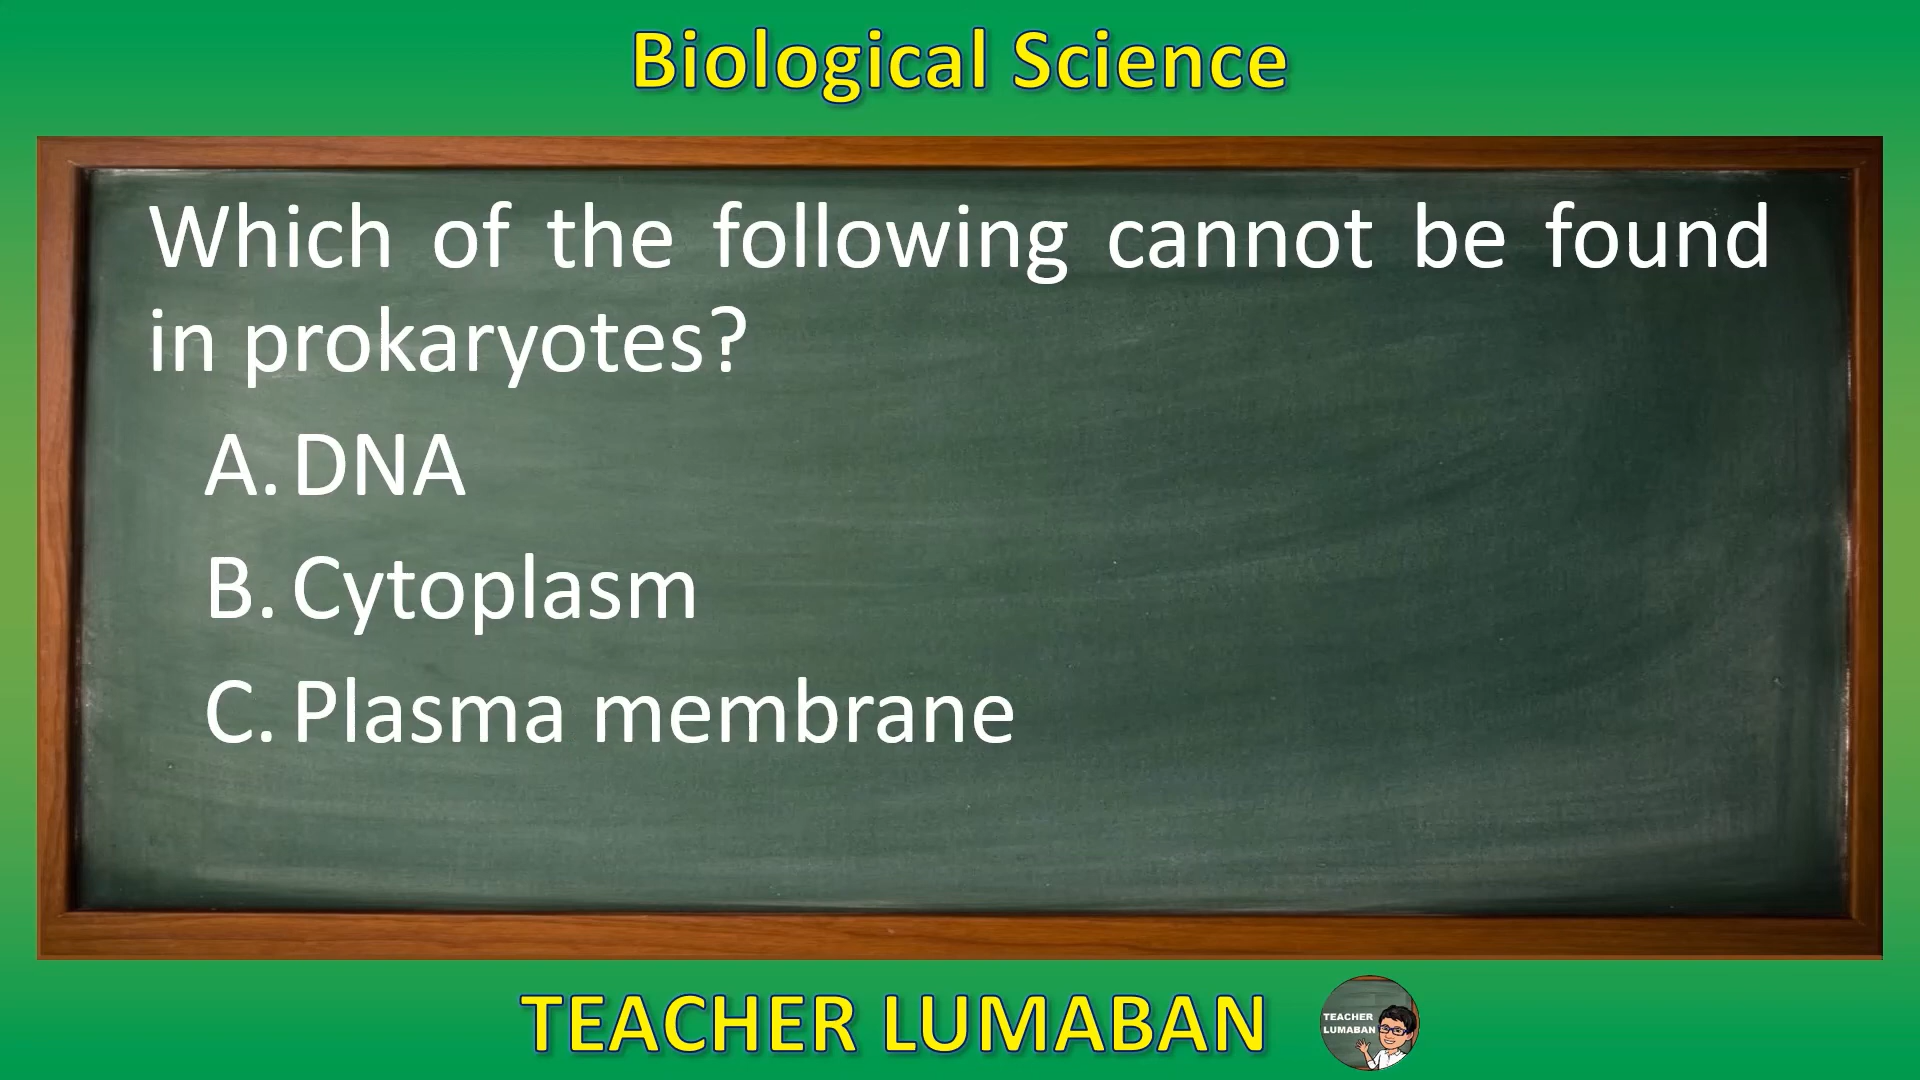 Biological Science
Which of the following cannot be found
in prokaryotes?
A. DNA
B. Cytoplasm
C. Plasma membrane
TEACHER LUMABAN
TEACHER
LUMABAN